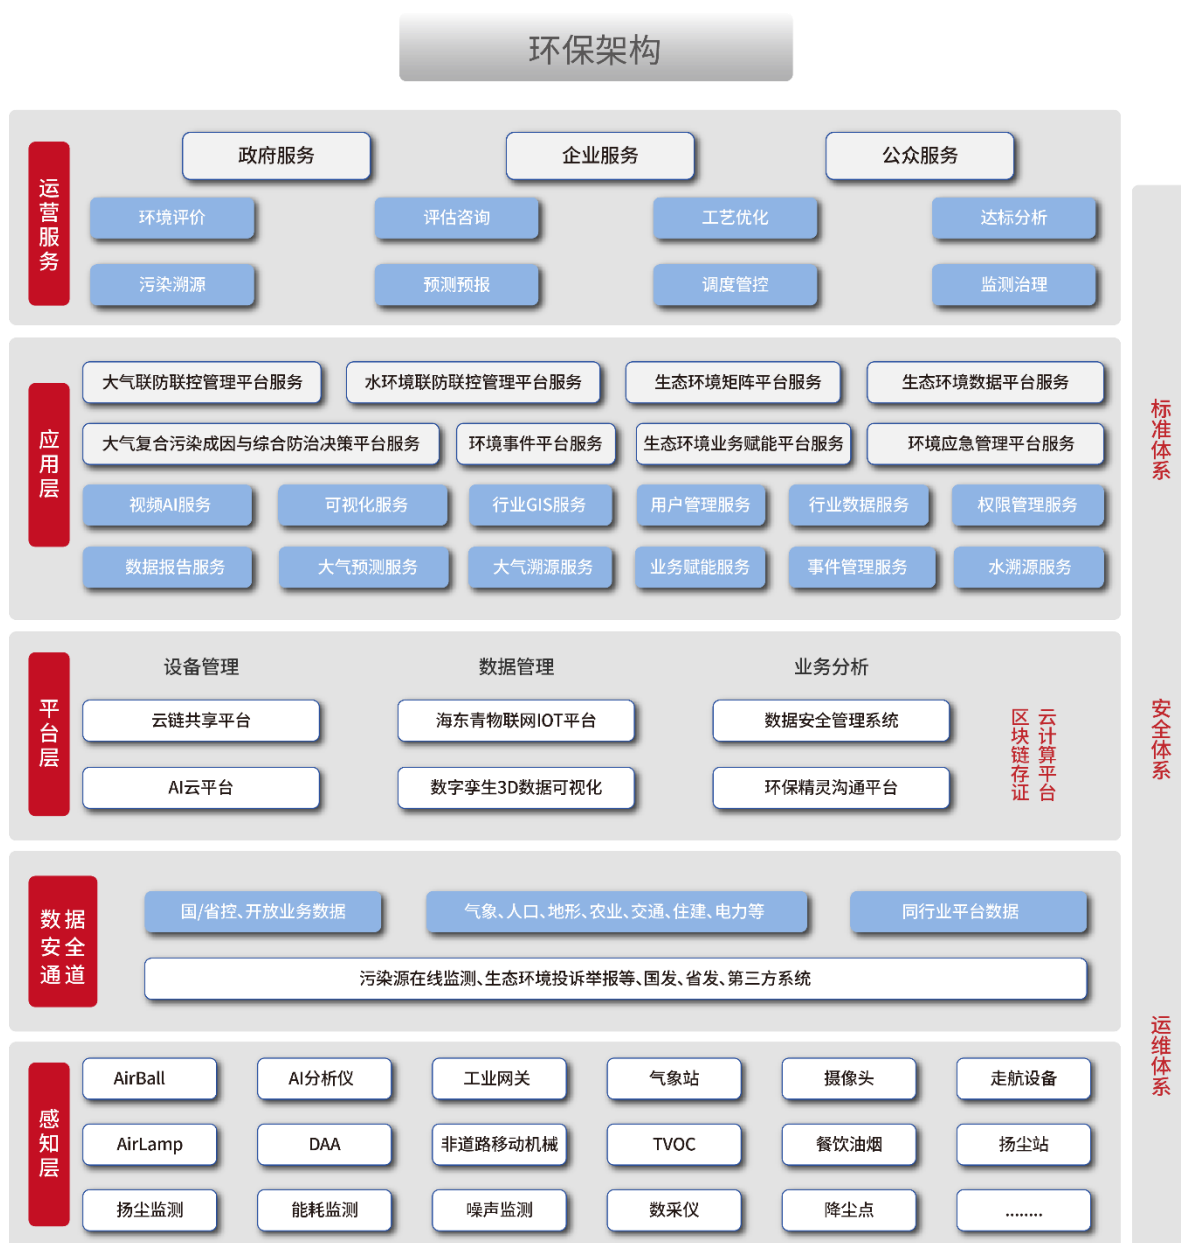 环保架构
运营服务
政府服务
企业服务
公众服务
环境评价
评估咨询
工艺优化
达标分析
污染溯源
预测预报
调度管控
监测治理
应用层
大气联防联控管理平台服务
水环境联防联控管理平台服务
生态环境矩阵平台服务
生态环境数据平台服务
大气复合污染成因与综合防治决策平台服务
环境事件平台服务
生态环境业务赋能平台服务
环境应急管理平台服务
视频AI服务
可视化服务
行业GIS服务
用户管理服务
行业数据服务
权限管理服务
数据报告服务
大气预测服务
大气溯源服务
业务赋能服务
事件管理服务
水溯源服务
平台层
设备管理
数据管理
业务分析
云链共享平台
海东青物联网IOT平台
数据安全管理系统
AI云平台
数字孪生3D数据可视化
环保精灵沟通平台
云计算平台
区块链存证
数据
安全
通道
国/省控、开放业务数据
气象、人口、地形、农业、交通、住建、电力等
同行业平台数据
污染源在线监测、生态环境投诉举报等、国发、省发、第三方系统
感知层
AirBall
AI分析仪
工业网关
气象站
摄像头
走航设备
AirLamp
DAA
非道路移动机械
TVOC
餐饮油烟
扬尘站
扬尘监测
能耗监测
噪声监测
数采仪
降尘点
........
标准体系
安全体系
运维体系